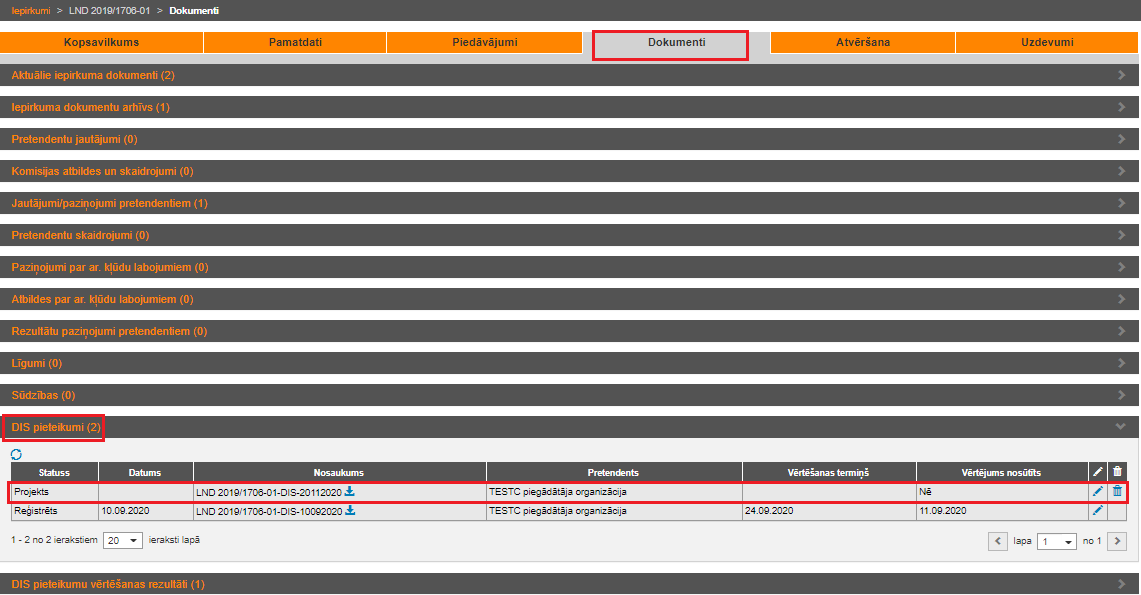 Iepirkumi > LND 2019/1706-01 > Dokumenti
Kopsavilkums Pamatdati Piedāvājumi Dokumenti Atvēršana Uzdevumi
Aktuālie iepirkuma dokumenti (2)
Iepirkuma dokumentu arhīvs (1)
Pretendentu jautājumi (0)
Komisijas atbildes un skaidrojumi (0)
Jautājumi/paziņojumi pretendentiem (1)
Pretendentu skaidrojumi (0)
Paziņojumi par ar. kļūdu labojumiem (0)
Atbildes par ar. kļūdu labojumiem (0)
Rezultātu paziņojumi pretendentiem (0)
Līgumi (0)
Sūdzības (0)
DIS pieteikumi (2)
Statuss Datums Nosaukums Pretendents Vērtēšanas termiņš Vērtējums nosūtīts
Projekts LND 2019/1706-01-DIS-20112020 TESTC piegādātāja organizācija Nē
Reģistrēts 10.09.2020 LND 2019/1706-01-DIS-10092020 TESTC piegādātāja organizācija 24.09.2020 11.09.2020
1 - 2 no 2 ierakstiem 20 ieraksti lapā lapa 1 no 1
DIS pieteikumu vērtēšanas rezultāti (1)